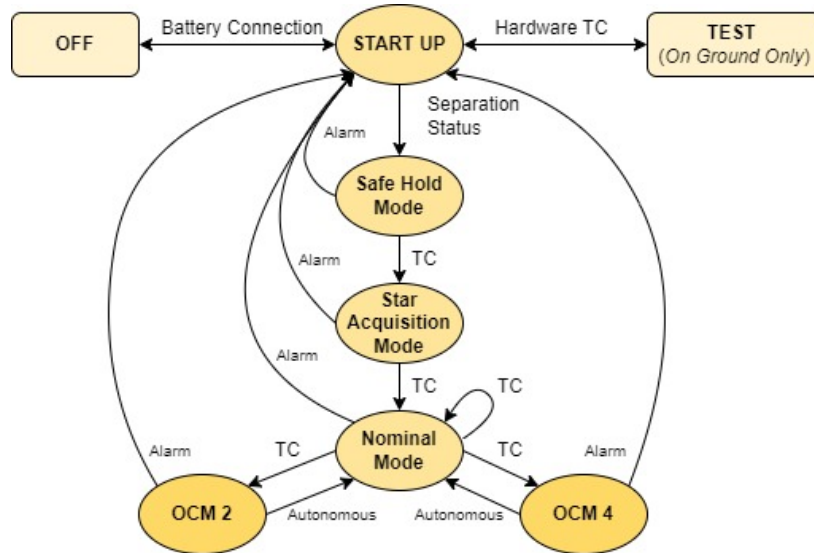 OFF
Battery Connection
START UP
Hardware TC
TEST
(On Ground Only)
Separation
Status
Alarm
Safe Hold
Mode
TC
Alarm
Star
Acquisition
Mode
TC
TC
Alarm
Nominal
Mode
TC
TC
Alarm
Alarm
OCM 2
Autonomous
Autonomous
OCM 4